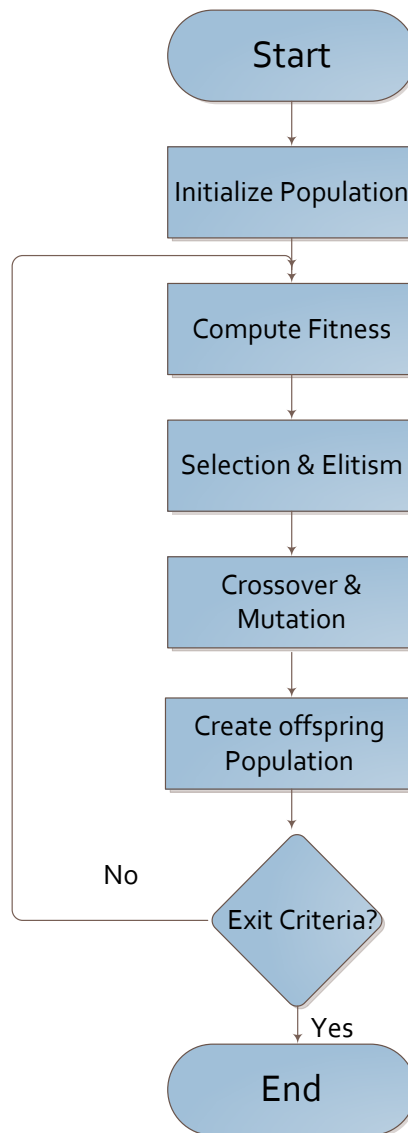 Start
Initialize Population
Compute Fitness
Selection & Elitism
Crossover &
Mutation
Create offspring
Population
No
Exit Criteria?
Yes
End